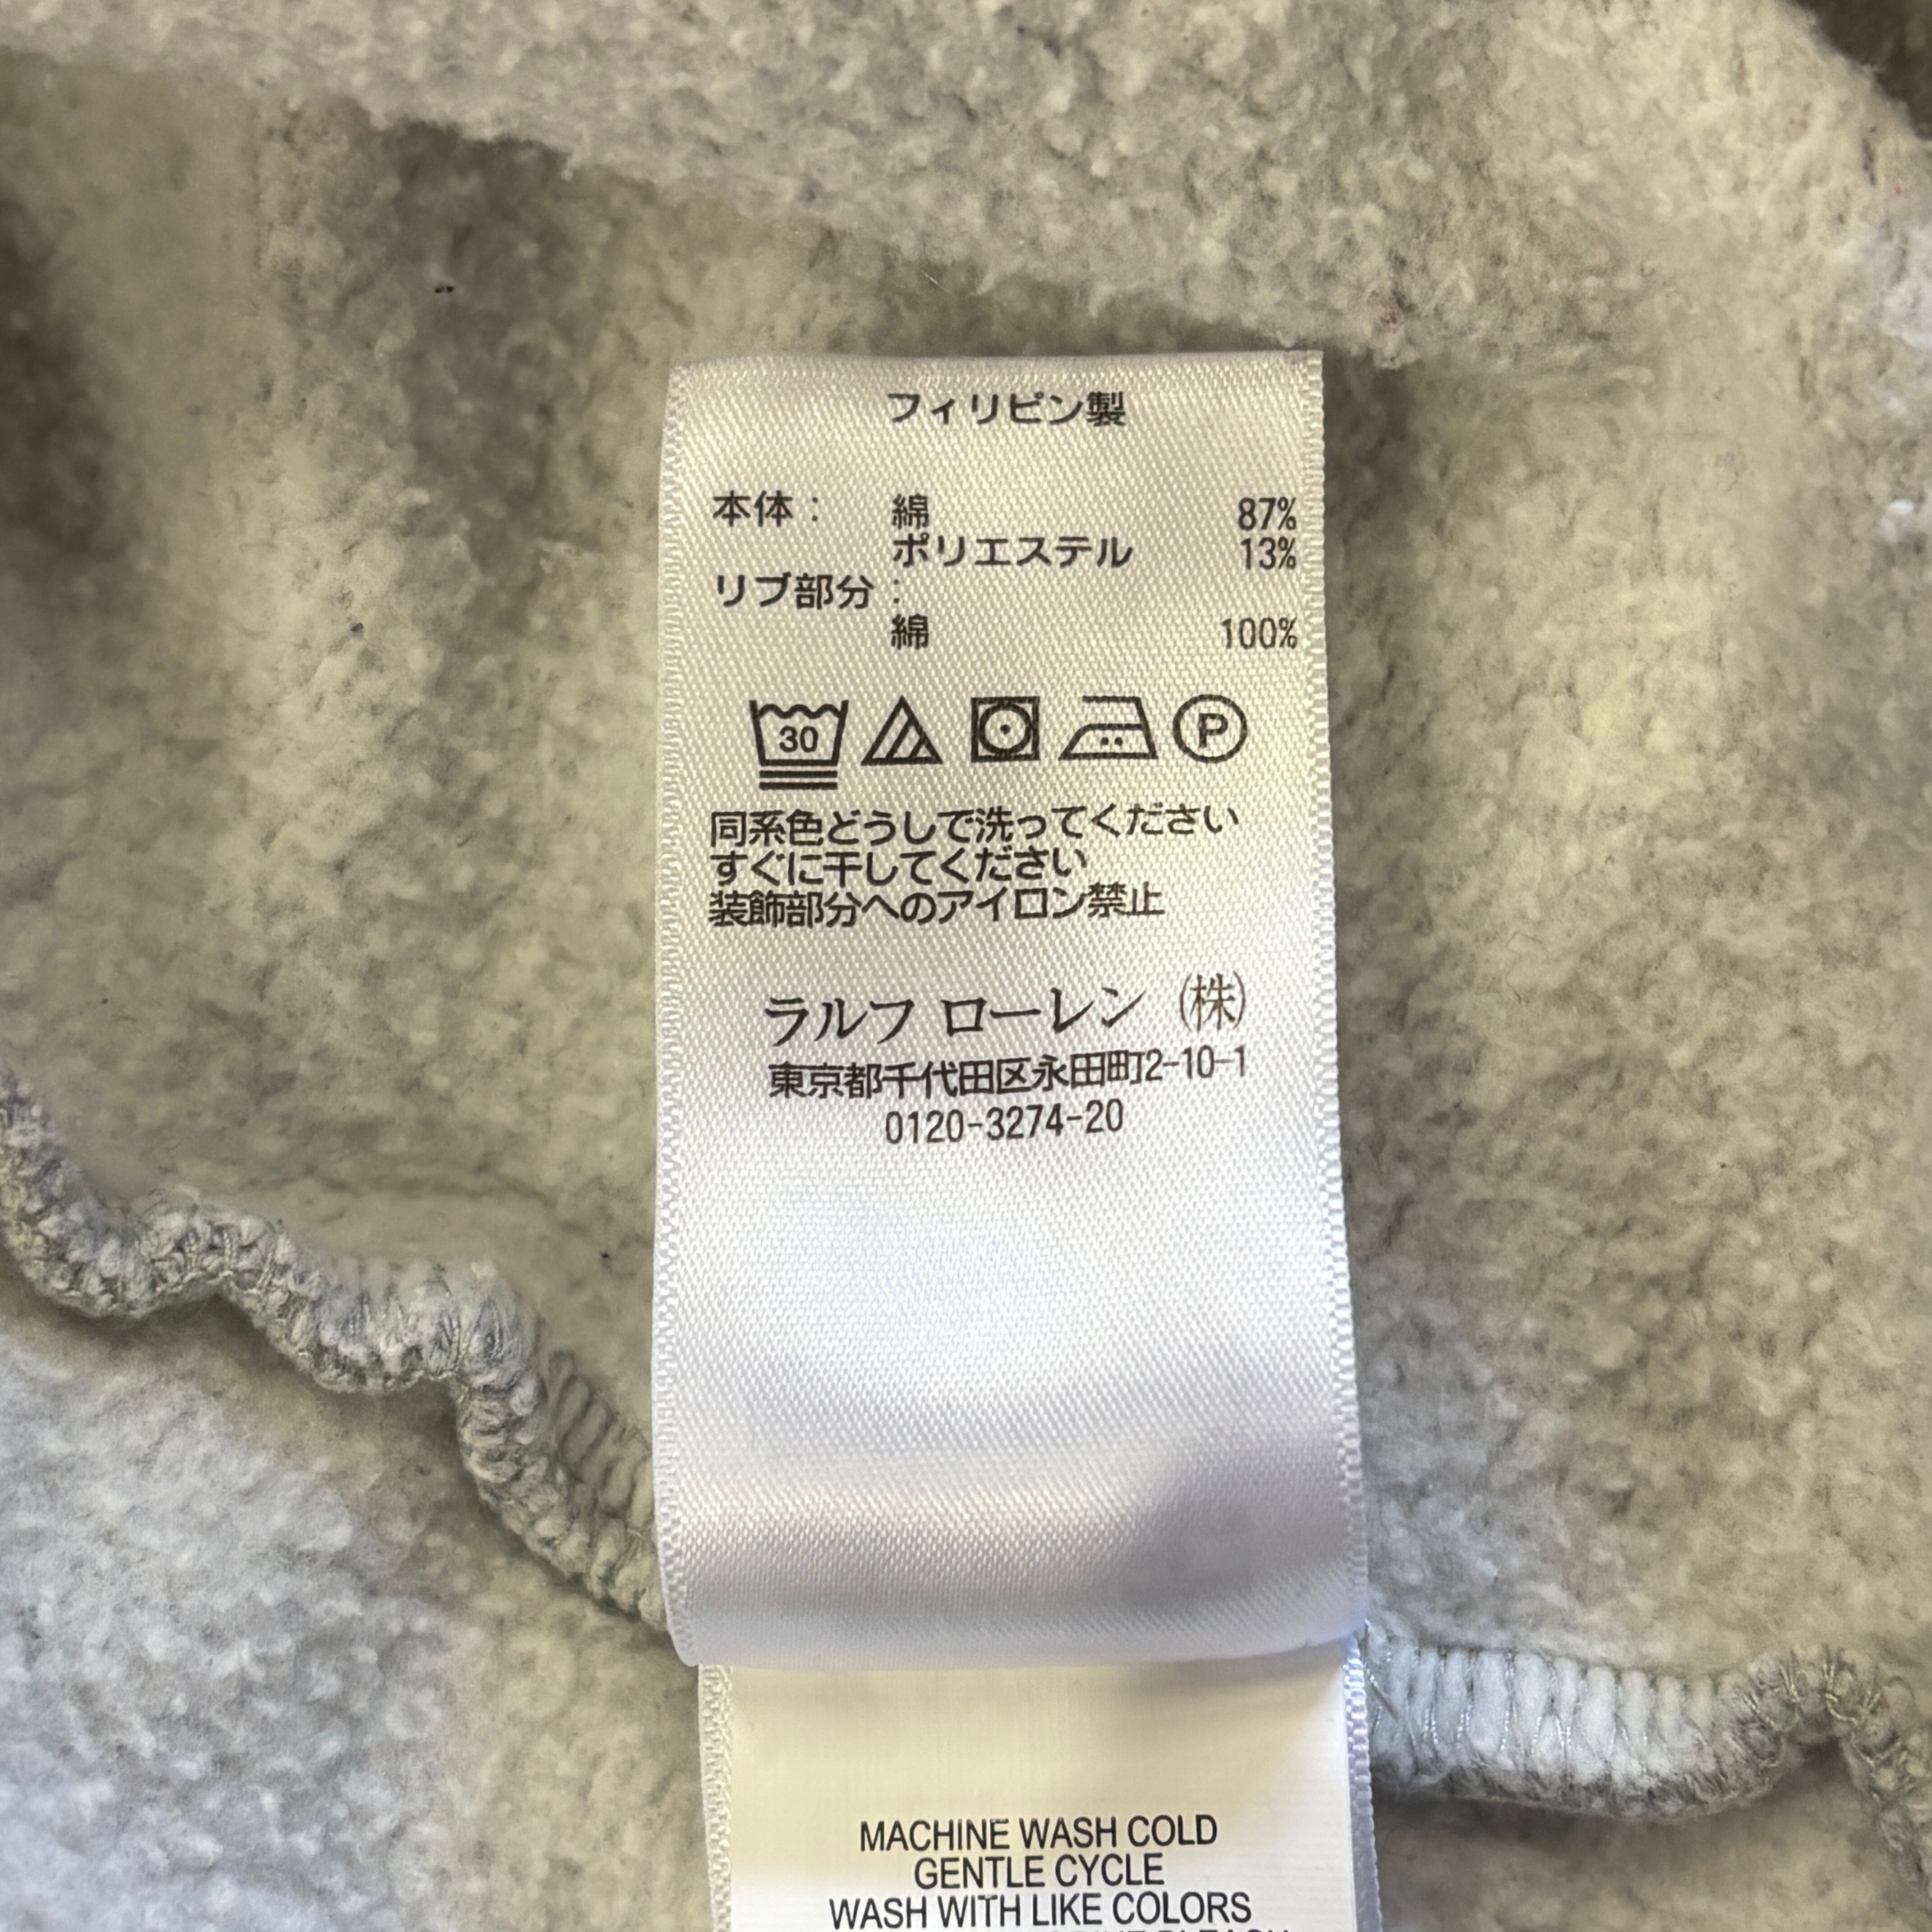 フィリピン製
本体： 綿 87%
ポリエステル 13%
リブ部分：
綿 100%
30 P
同系色どうしで洗ってください
すぐに干してください
装飾部分へのアイロン禁止
ラルフ ローレン ㈱
東京都千代田区永田町2-10-1
0120-3274-20
MACHINE WASH COLD
GENTLE CYCLE
WASH WITH LIKE COLORS